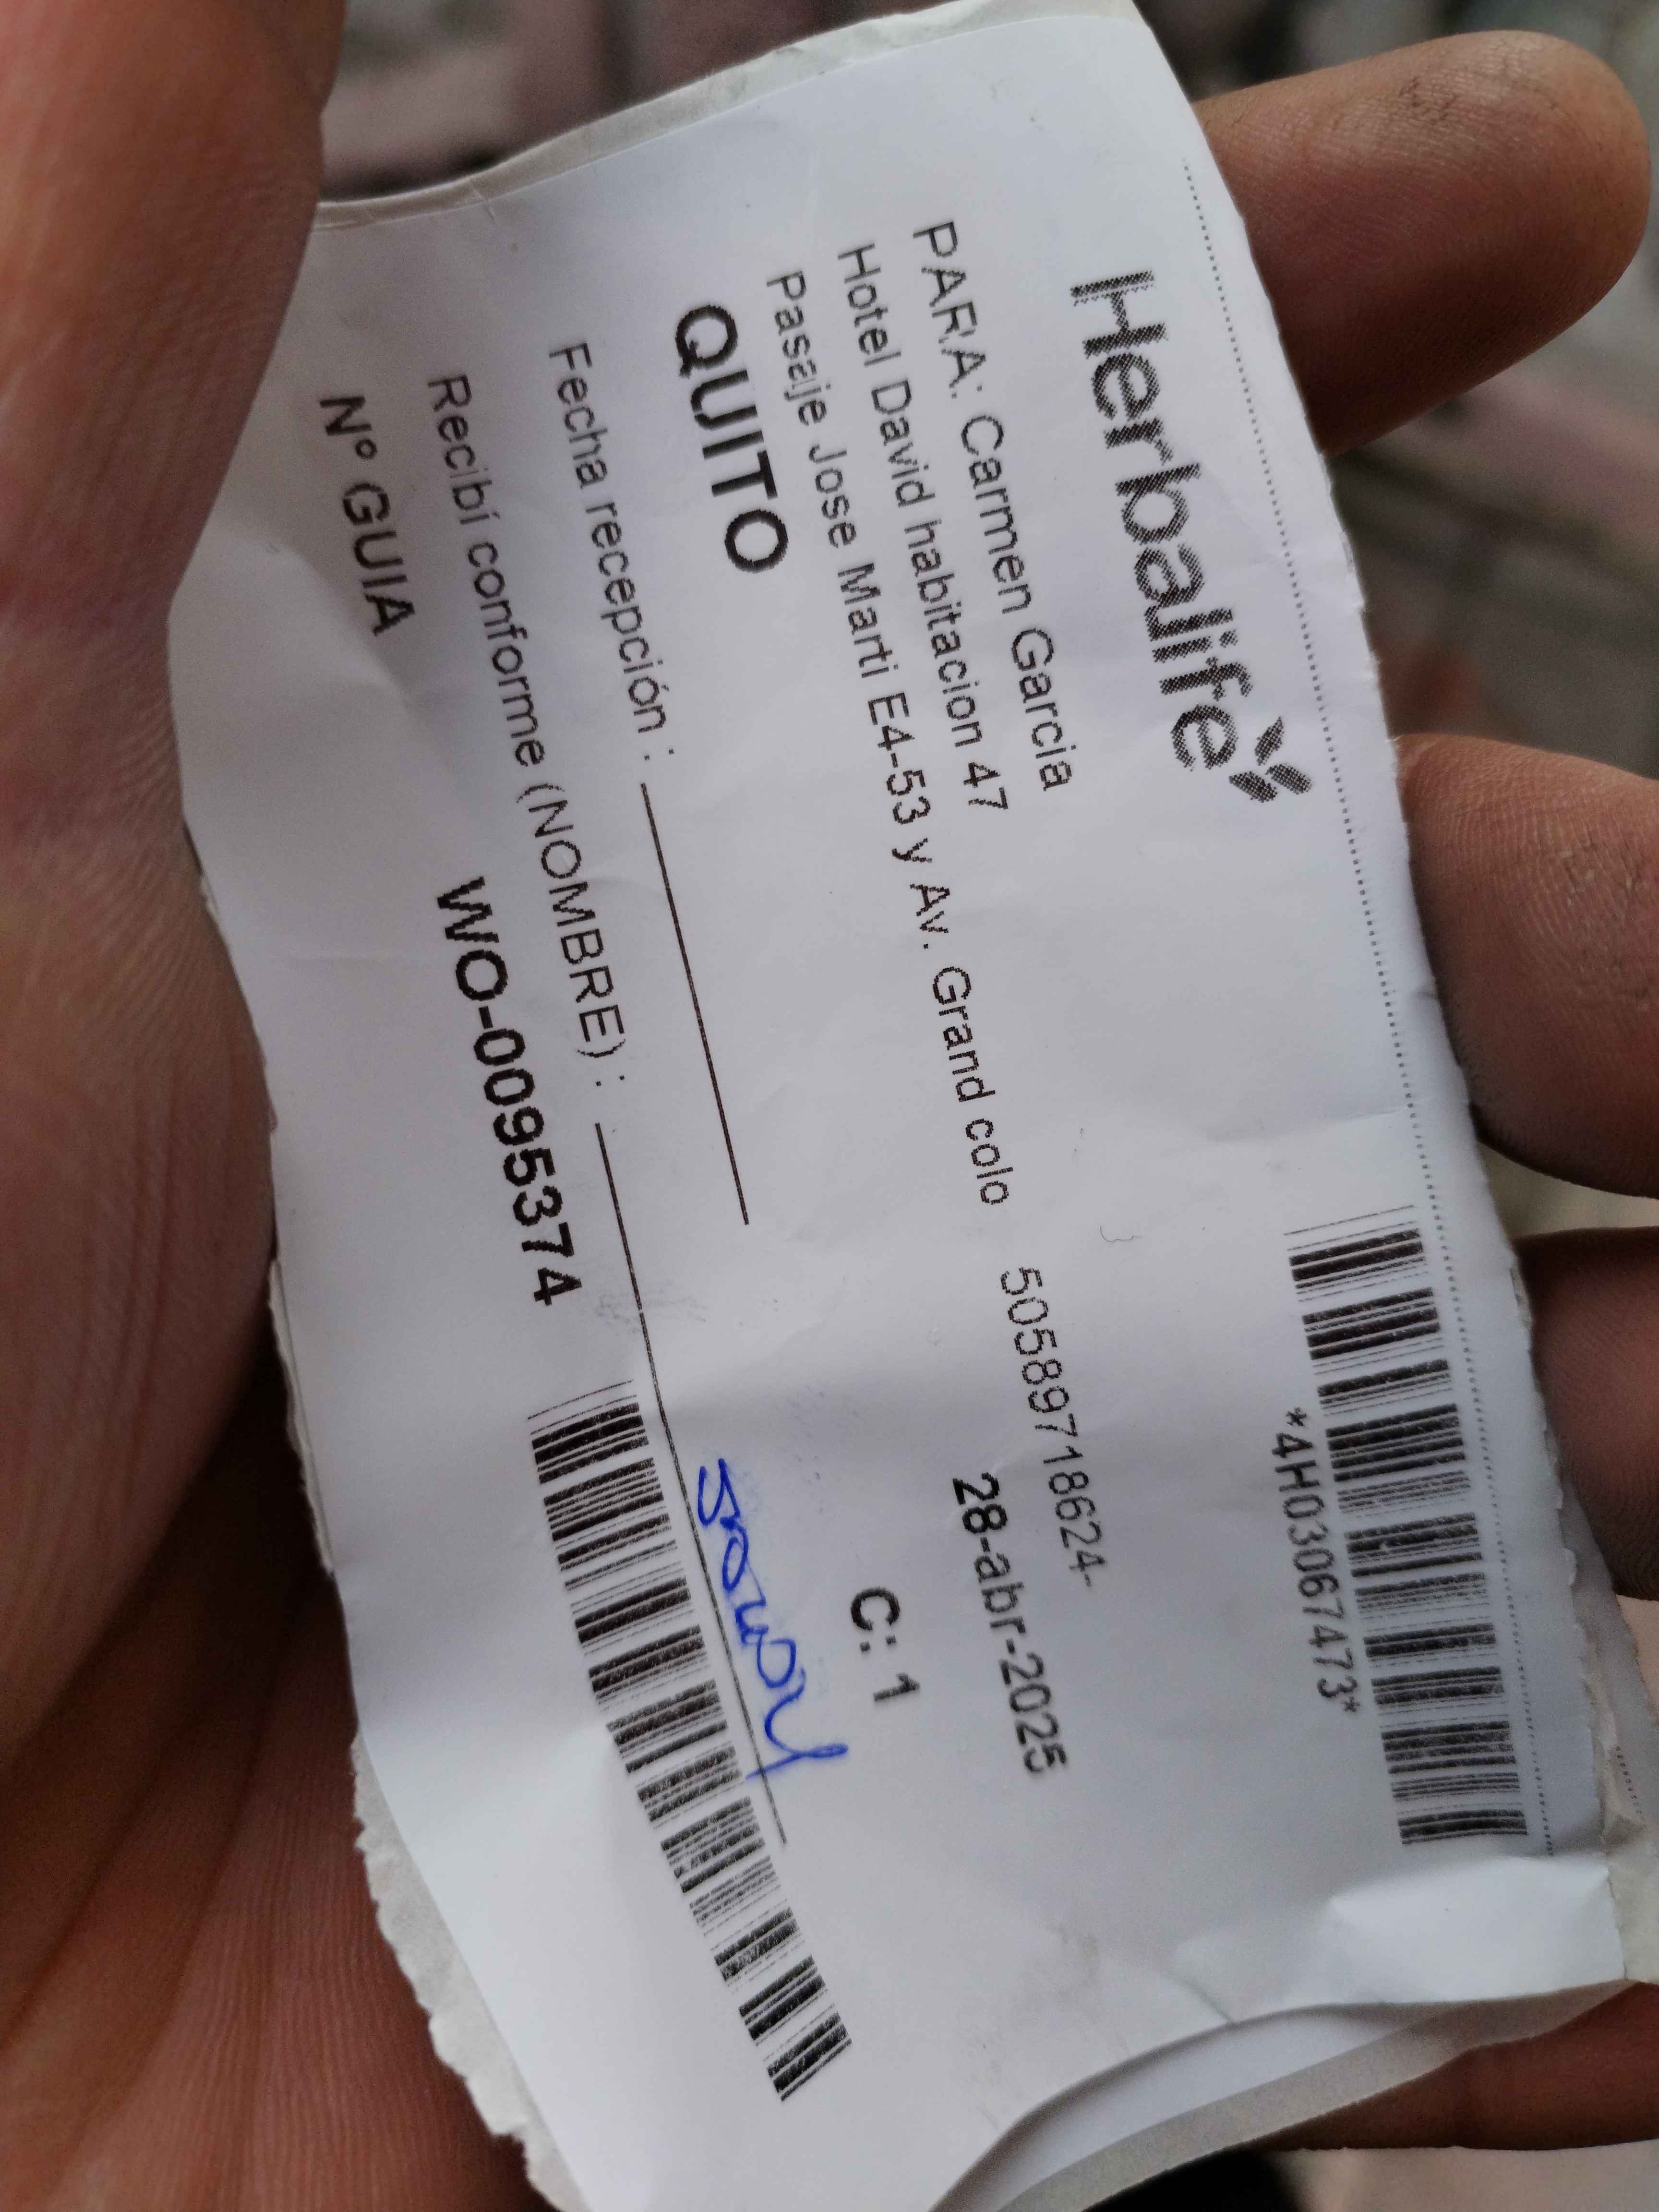 Herbalife
*4H03067473*
PARA: Carmen Garcia
Hotel David habitacion 47
Pasaje Jose Marti E4-53 y Av. Grand colo 5058971862​4-
28-abr-2025
QUITO
C: 1
Fecha recepción :
Recibí conforme (NOMBRE) :
Nº GUIA WO-0095374